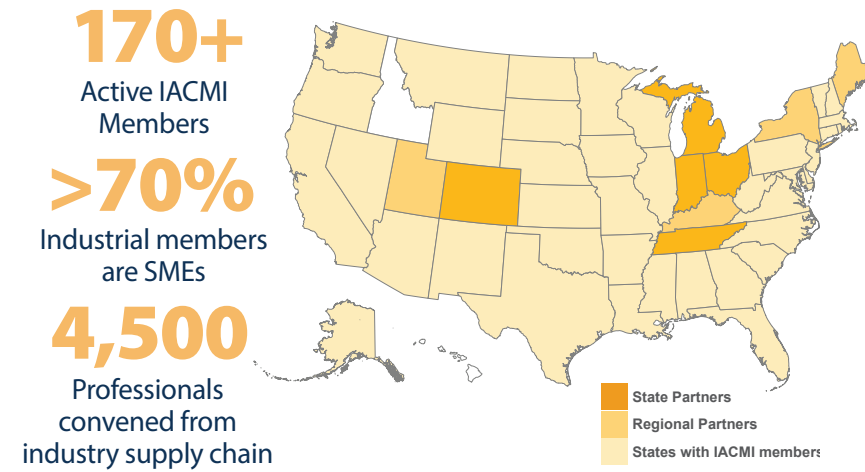 170+
Active IACMI
Members
>70%
Industrial members
are SMEs
4,500
Professionals
convened from
industry supply chain
State Partners
Regional Partners
States with IACMI members